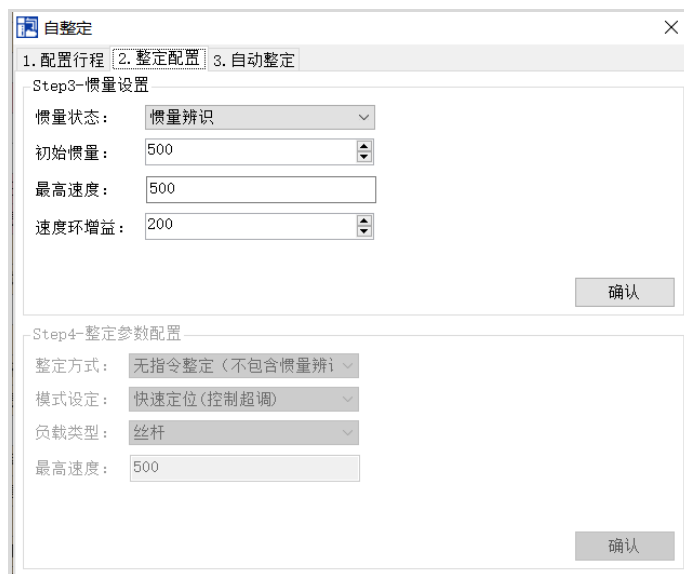 自整定
1.配置行程 2.整定配置 3.自动整定
Step3-惯量设置
惯量状态： 惯量辨识
初始惯量： 500
最高速度： 500
速度环增益： 200
确认
Step4-整定参数配置
整定方式： 无指令整定（不包含惯量辨
模式设定： 快速定位(控制超调)
负载类型： 丝杆
最高速度： 500
确认